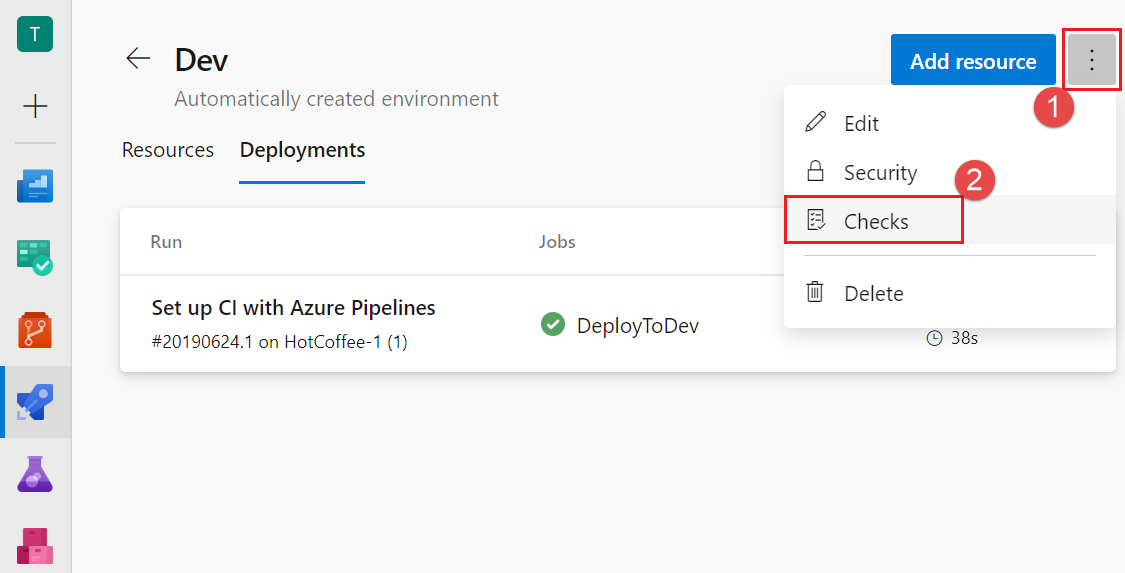 T
Dev
Add resource
1
Automatically created environment
Edit
Resources
Deployments
Security
2
Checks
Run
Jobs
Delete
Set up CI with Azure Pipelines
#20190624.1 on HotCoffee-1 (1)
DeployToDev
38s